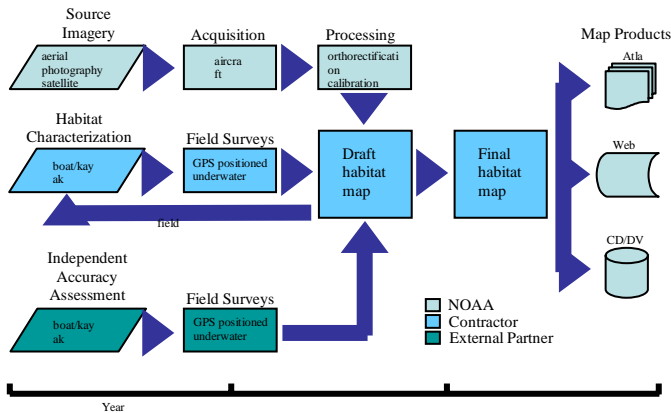 Source
Imagery
Acquisition
Processing
Map Products
aerial
photography
satellite
aircra
ft
orthorectificati
on
calibration
Atla
Habitat
Characterization
Field Surveys
boat/kay
ak
GPS positioned
underwater
Draft
habitat
map
Final
habitat
map
Web
field
CD/DV
Independent
Accuracy
Assessment
Field Surveys
boat/kay
ak
GPS positioned
underwater
NOAA
Contractor
External Partner
Year